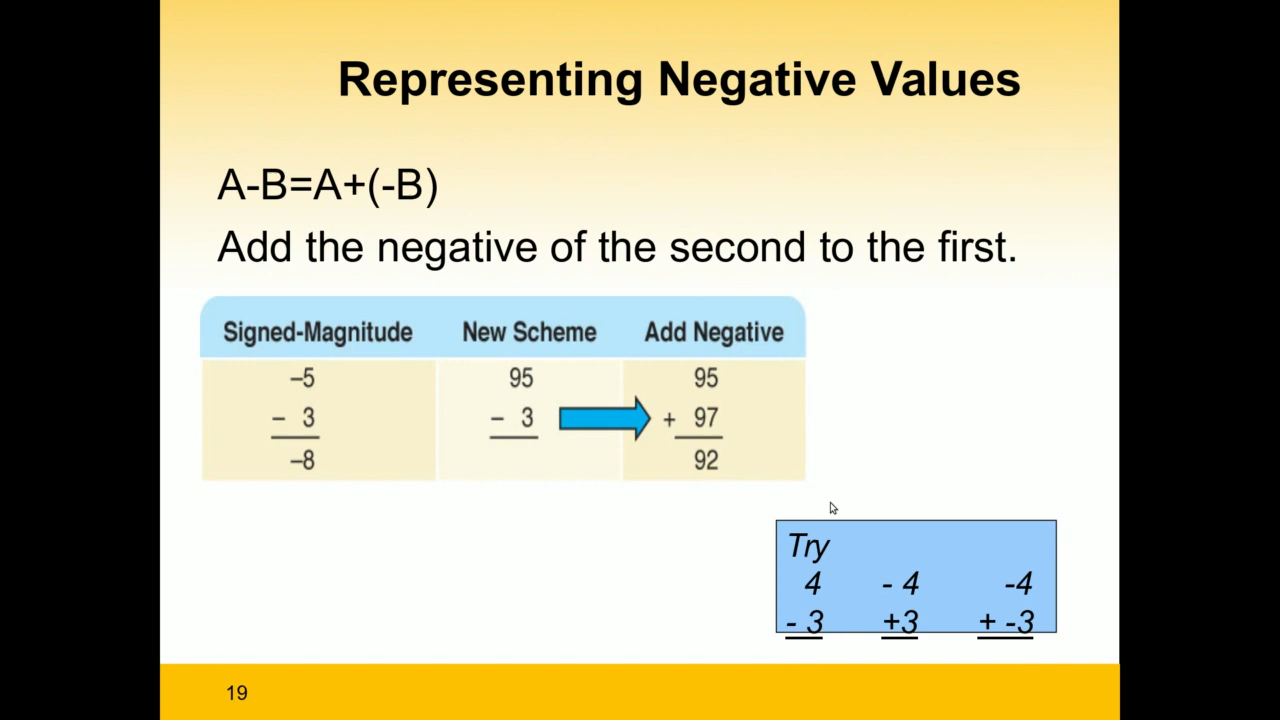 Representing Negative Values
A-B=A+(-B)
Add the negative of the second to the first.
Signed-Magnitude New Scheme Add Negative
–5 95 95
– 3 – 3 + 97
–8 92
Try
4 - 4 -4
- 3 +3 + -3
19